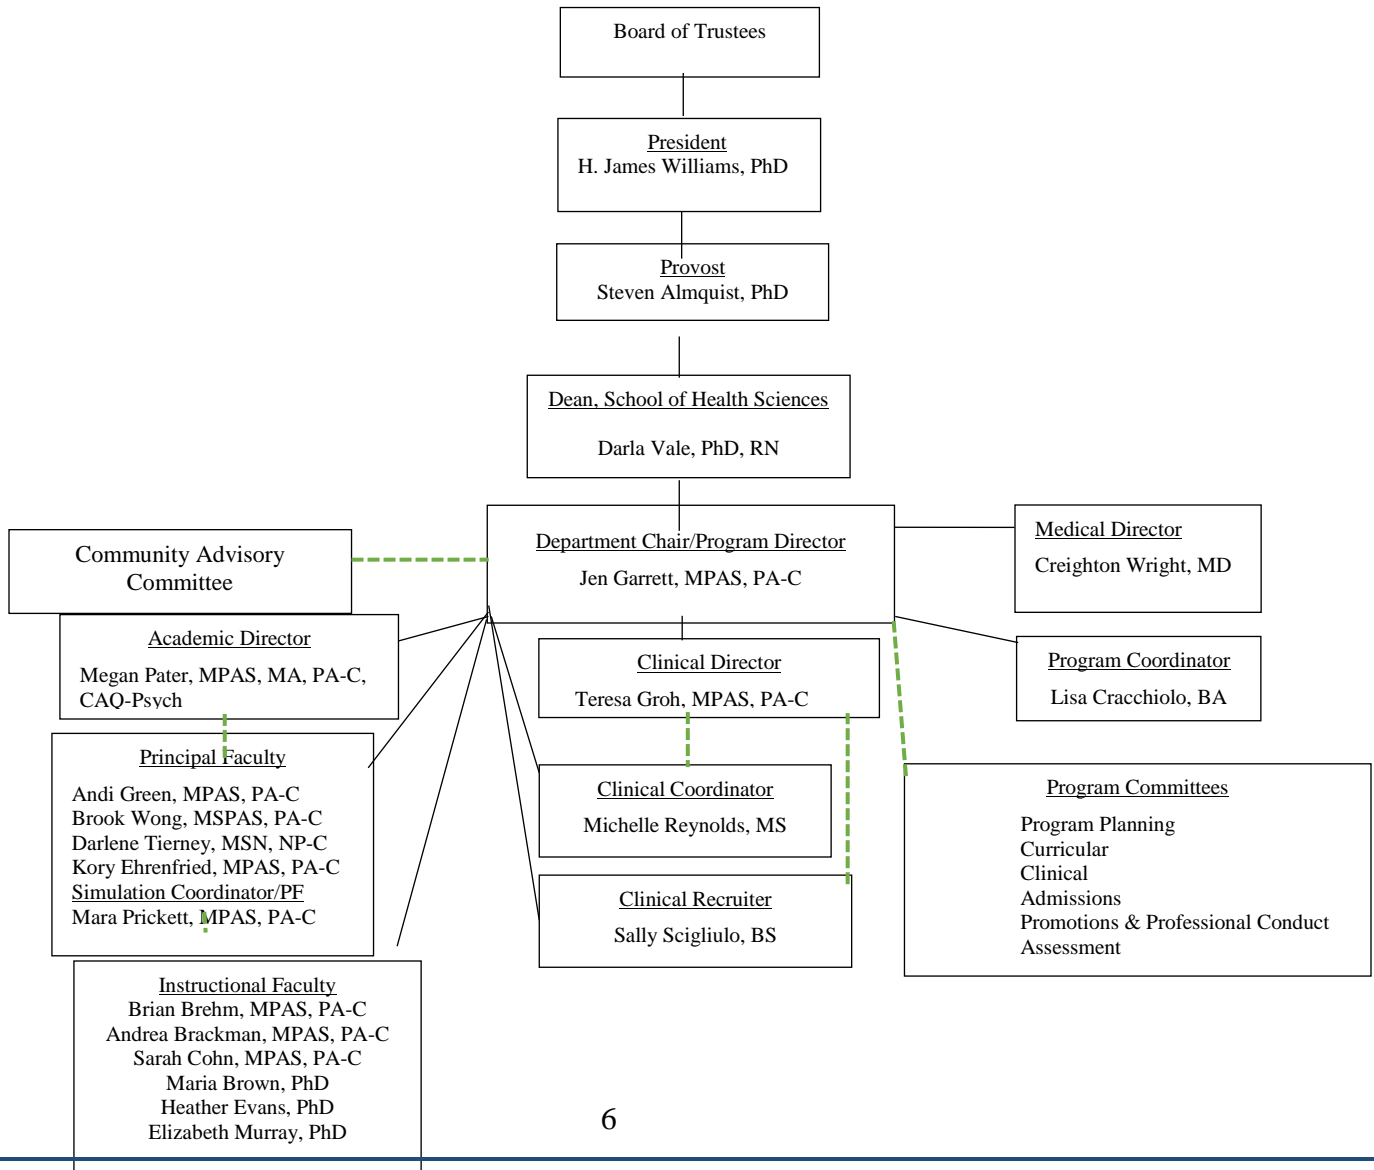 Board of Trustees
President
H. James Williams, PhD
Provost
Steven Almquist, PhD
Dean, School of Health Sciences
Darla Vale, PhD, RN
Department Chair/Program Director
Jen Garrett, MPAS, PA-C
Medical Director
Creighton Wright, MD
Community Advisory
Committee
Academic Director
Megan Pater, MPAS, MA, PA-C,
CAQ-Psych
Clinical Director
Teresa Groh, MPAS, PA-C
Program Coordinator
Lisa Cracchiolo, BA
Principal Faculty
Andi Green, MPAS, PA-C
Brook Wong, MSPAS, PA-C
Darlene Tierney, MSN, NP-C
Kory Ehrenfried, MPAS, PA-C
Simulation Coordinator/PF
Mara Prickett, MPAS, PA-C
Clinical Coordinator
Michelle Reynolds, MS
Clinical Recruiter
Sally Scigliulo, BS
Program Committees
Program Planning
Curricular
Clinical
Admissions
Promotions & Professional Conduct
Assessment
Instructional Faculty
Brian Brehm, MPAS, PA-C
Andrea Brackman, MPAS, PA-C
Sarah Cohn, MPAS, PA-C
Maria Brown, PhD
Heather Evans, PhD
Elizabeth Murray, PhD
6